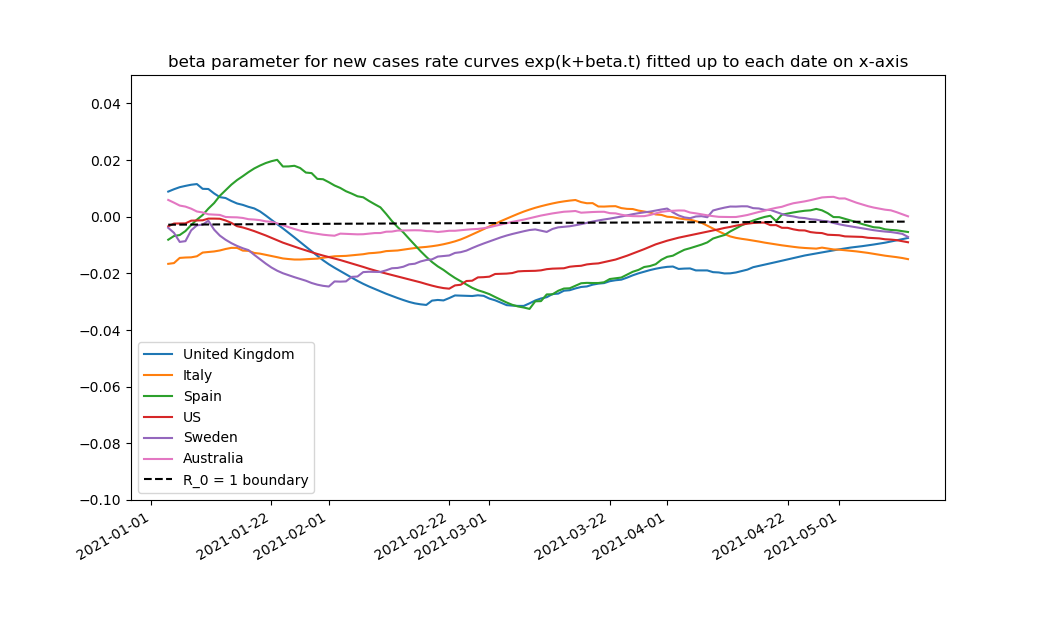 beta parameter for new cases rate curves exp(k+beta.t) fitted up to each date on x-axis
0.04
0.02
0.00
−0.02
−0.04
−0.06
−0.08
−0.10
United Kingdom
Italy
Spain
US
Sweden
Australia
R_0 = 1 boundary
2021-01-01
2021-01-22
2021-02-01
2021-02-22
2021-03-01
2021-03-22
2021-04-01
2021-04-22
2021-05-01